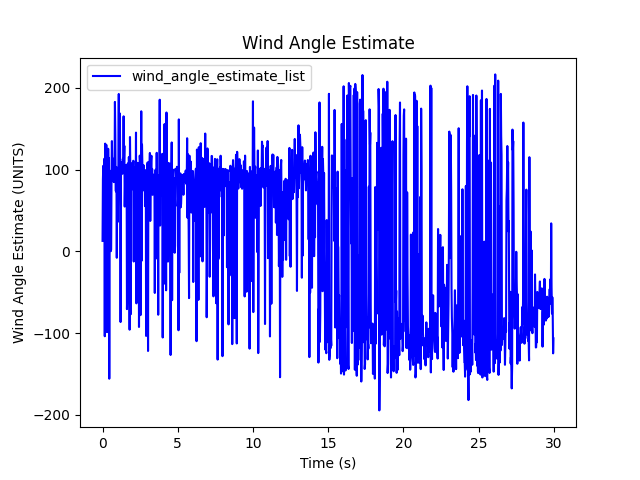 Wind Angle Estimate
wind_angle_estimate_list
Wind Angle Estimate (UNITS)
200
100
0
−100
−200
0 5 10 15 20 25 30
Time (s)